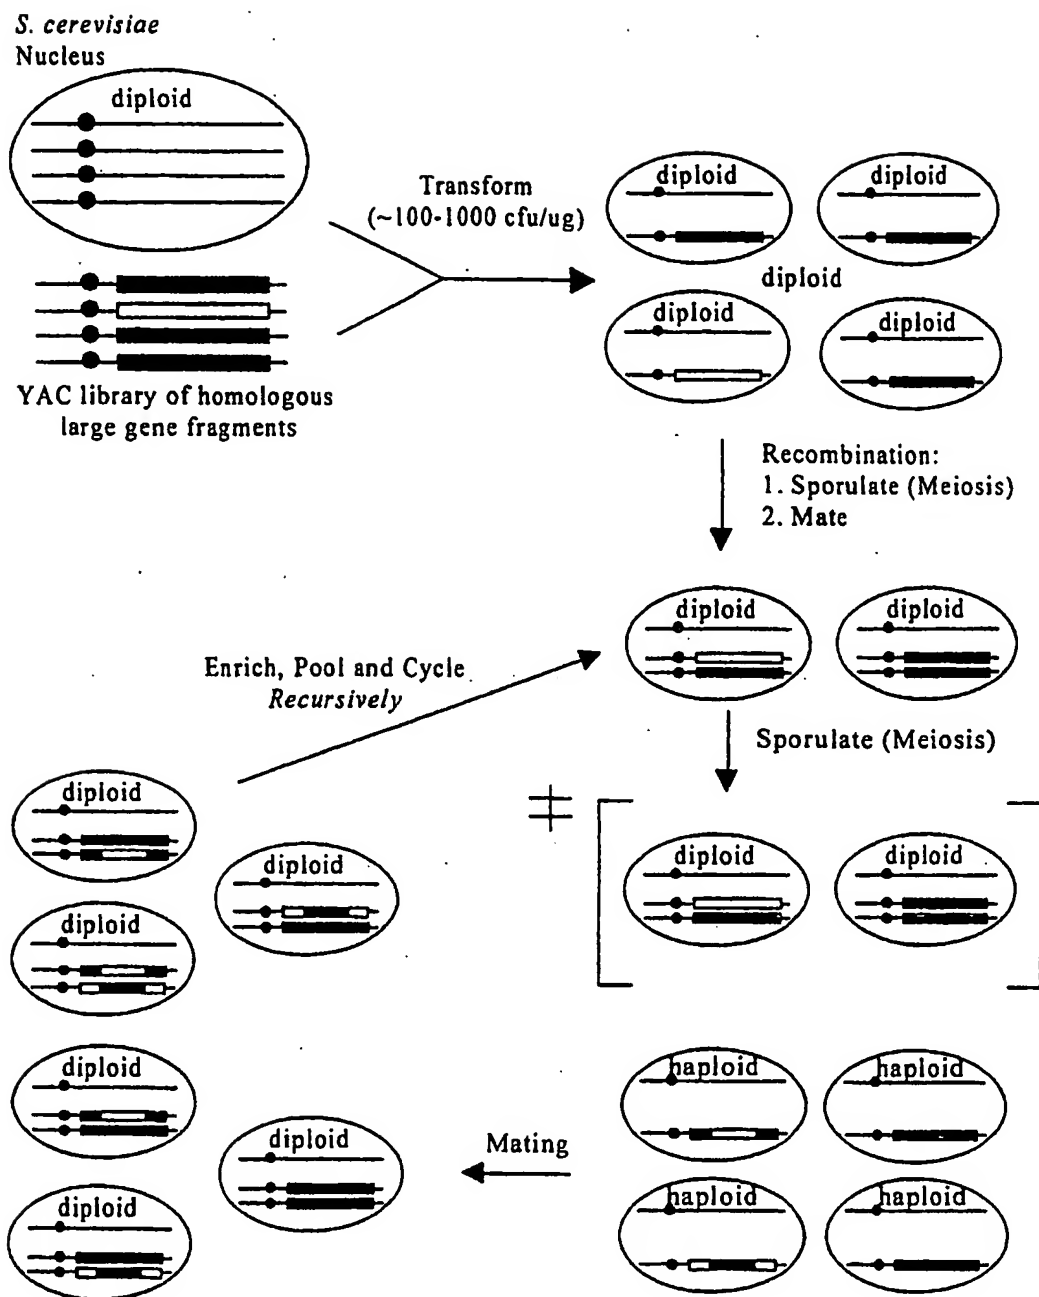 S. cerevisiae
Nucleus
diploid
Transform
(~100-1000 cfu/ug)
diploid
diploid
diploid
diploid
diploid
YAC library of homologous
large gene fragments
Recombination:
1. Sporulate (Meiosis)
2. Mate
diploid
diploid
Enrich, Pool and Cycle
Recursively
Sporulate (Meiosis)
diploid
diploid
diploid
diploid
diploid
diploid
haploid
haploid
diploid
Mating
haploid
haploid
diploid